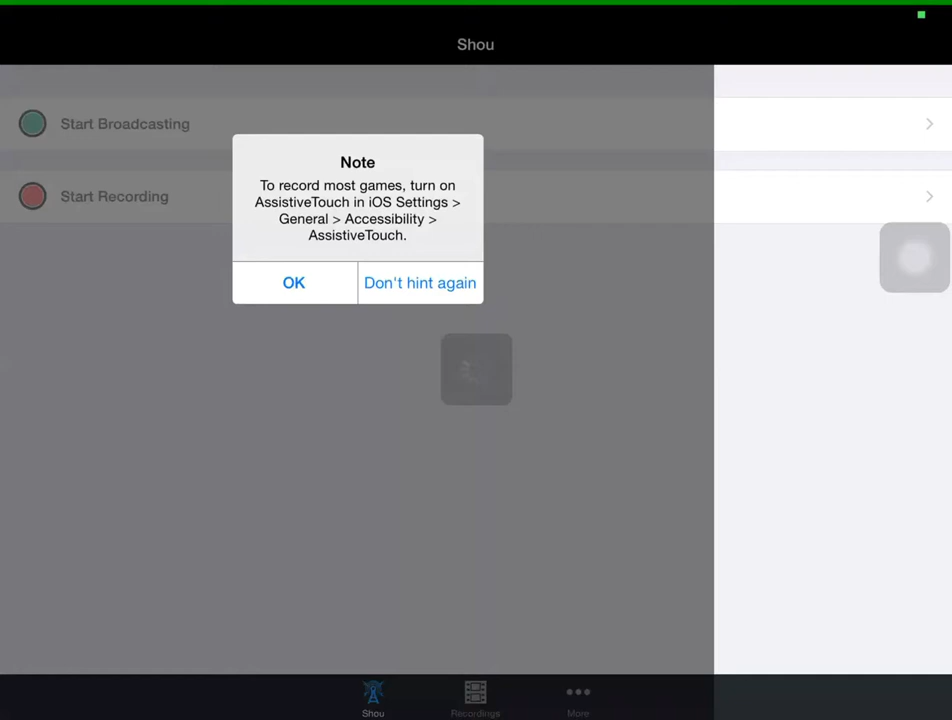 Shou
Start Broadcasting
Note
To record most games, turn on
AssistiveTouch in iOS Settings >
General > Accessibility >
AssistiveTouch.
Start Recording
OK
Don't hint again
Shou
Recordings
More